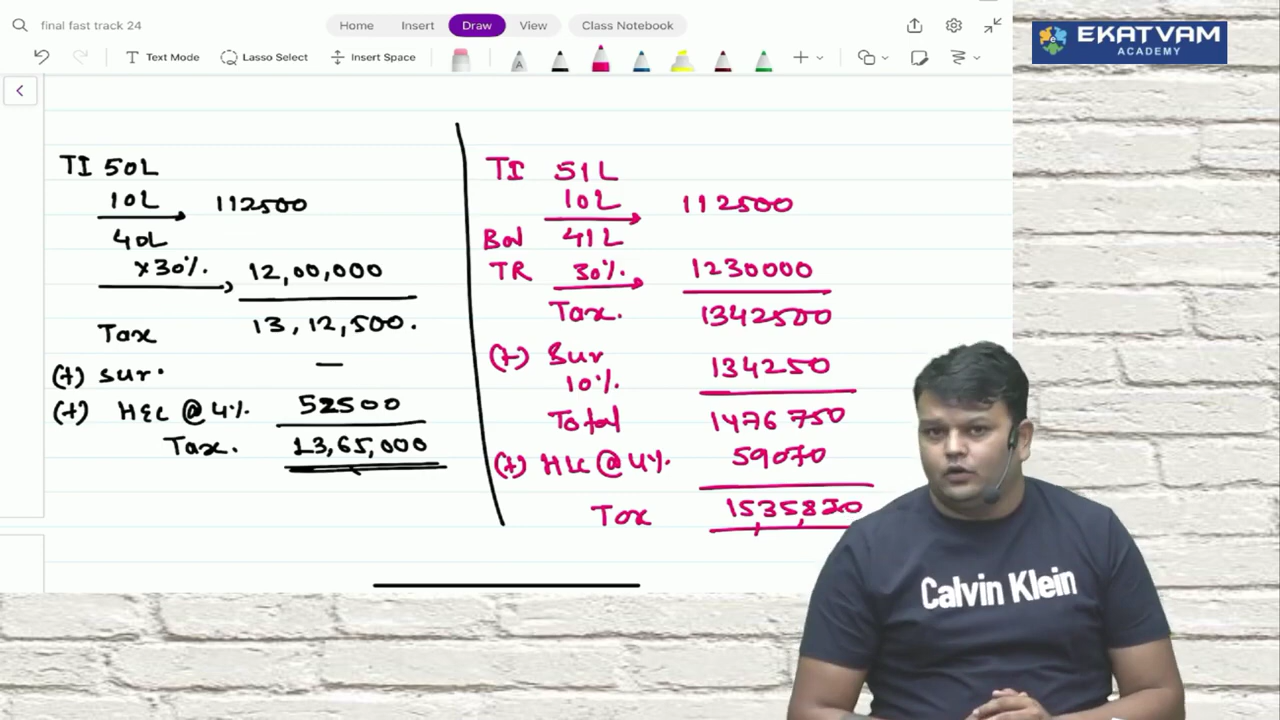 final fast track 24
Home Insert Draw View Class Notebook
Text Mode Lasso Select Insert Space
EKATVAM
ACADEMY
TI 50L
10L 112500
40L
x30%. 12,00,000
Tax 13,12,500.
(+) Sur. —
(+) H&C @ 4%. 52500
Tax. 13,65,000
TI 51L
10L 112500
Bal 41L
TR 30%. 1230000
Tax. 1342500
(+) Sur 134250
10%.
Total 1476750
(+) HEC @ 4%. 59070
Tax 1535820
Calvin Klein